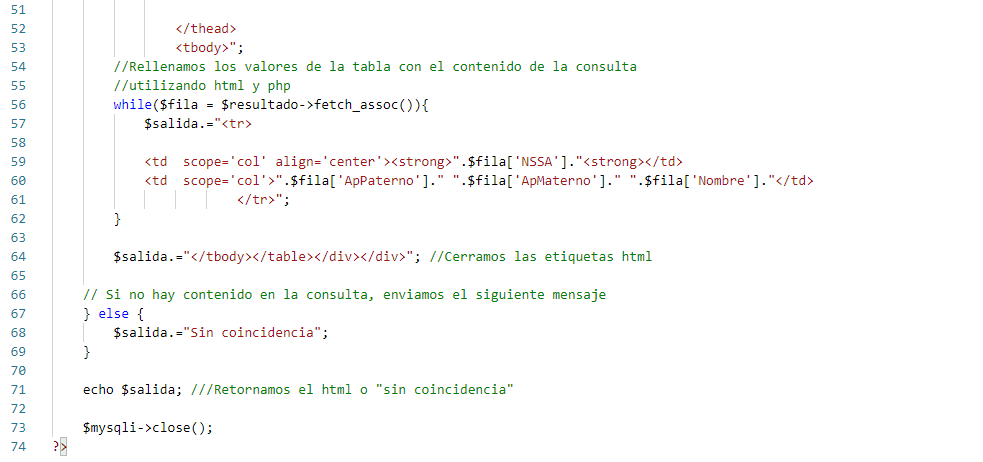 51
52 </thead>
53 <tbody>";
54 //Rellenamos los valores de la tabla con el contenido de la consulta
55 //utilizando html y php
56 while($fila = $resultado->fetch_assoc()){
57 $salida.="<tr>
58
59 <td  scope='col' align='center'><strong>".$fila['NSSA']."<strong></td>
60 <td  scope='col'>".$fila['ApPaterno']." ".$fila['ApMaterno']." ".$fila['Nombre']."</td>
61 </tr>";
62 }
63
64 $salida.="</tbody></table></div></div>"; //Cerramos las etiquetas html
65
66 // Si no hay contenido en la consulta, enviamos el siguiente mensaje
67 } else {
68 $salida.="Sin coincidencia";
69 }
70
71 echo $salida; ///Retornamos el html o "sin coincidencia"
72
73 $mysqli->close();
74 ?>